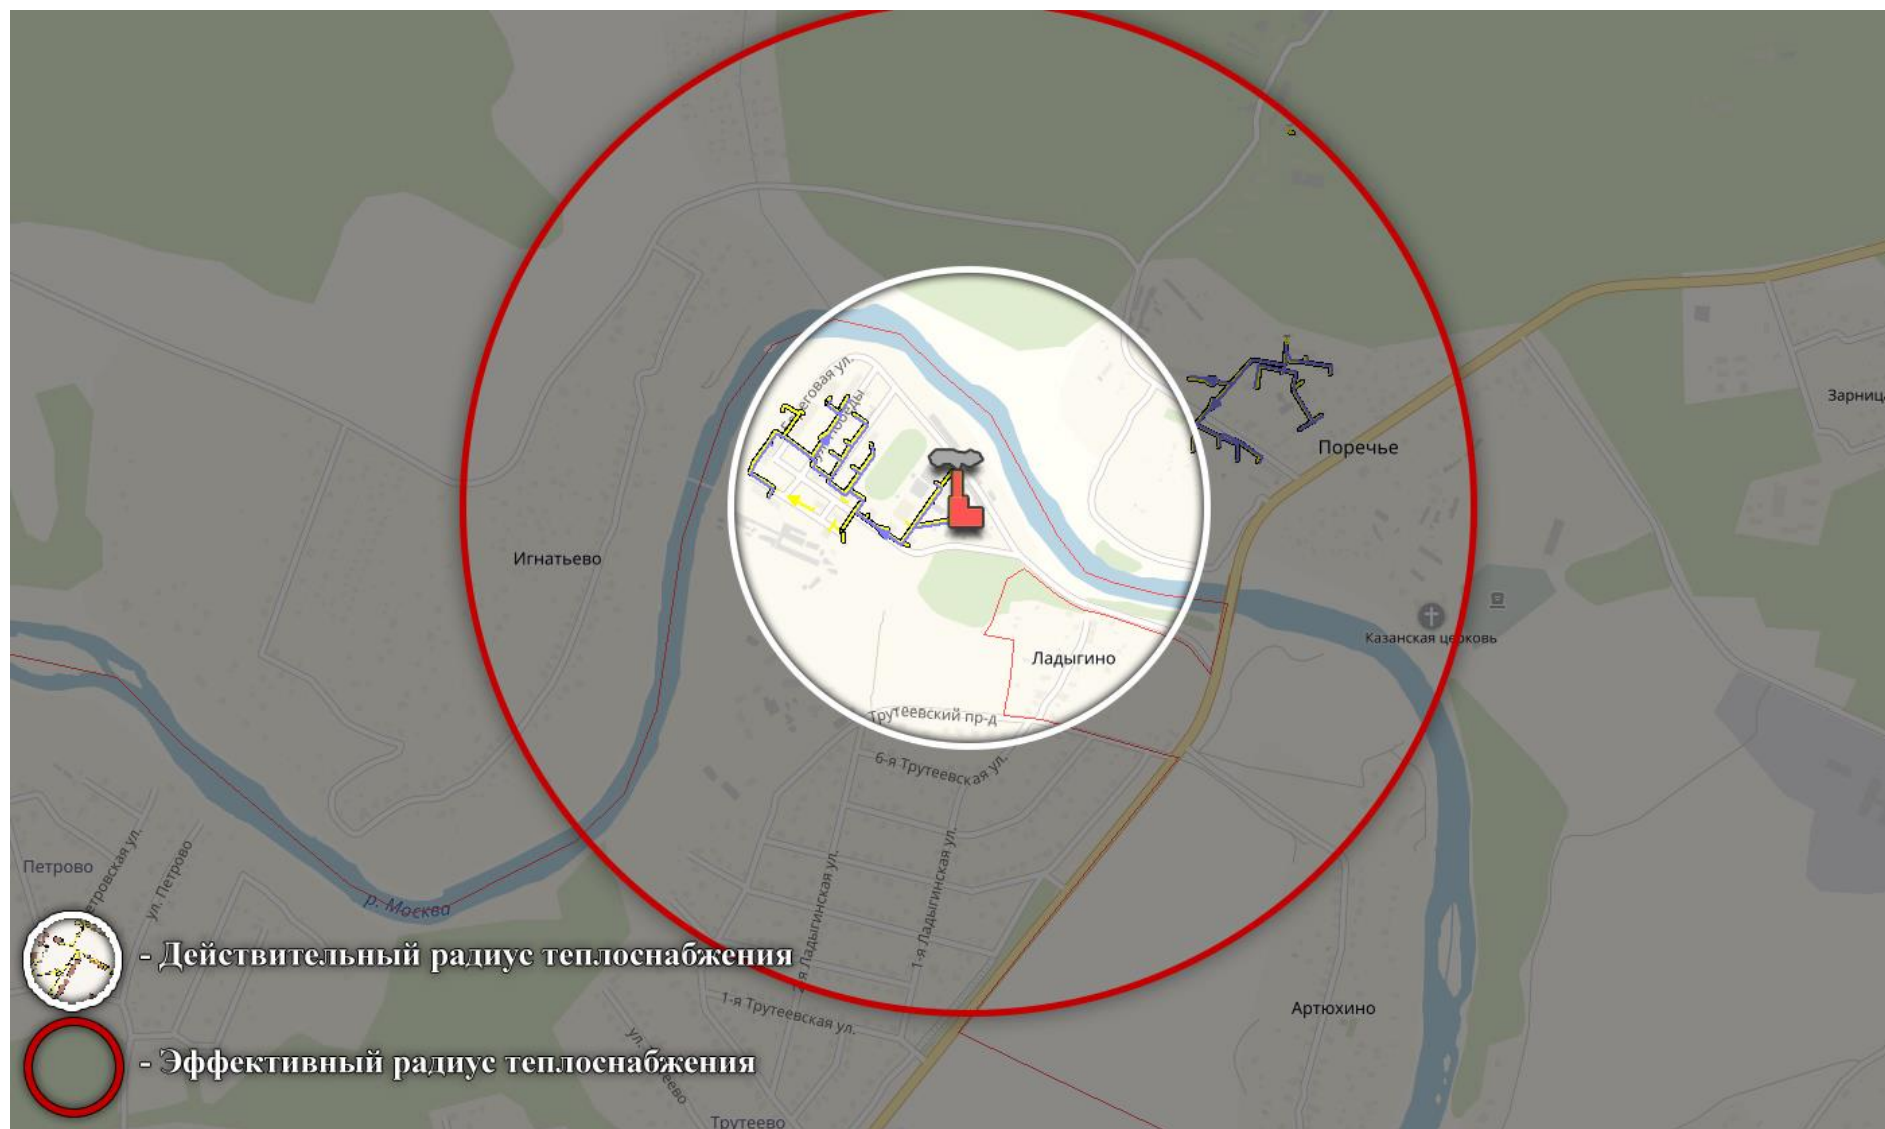 Поречье
Зарница
Игнатьево
Казанская церковь
Ладыгино
Трутеевский пр-д
6-я Трутеевская ул.
Петрово
ул. Петрово
р. Москва
1-я Ладыгинская ул.
- Действительный радиус теплоснабжения
1-я Трутеевская ул.
Артюхино
- Эффективный радиус теплоснабжения
Трутеево